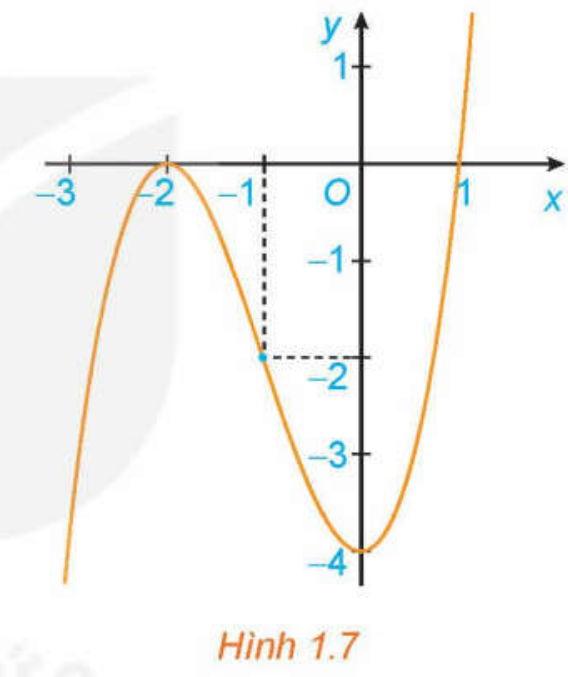 y
1
–3 –2 –1 O 1 x
–1
–2
–3
–4
Hình 1.7